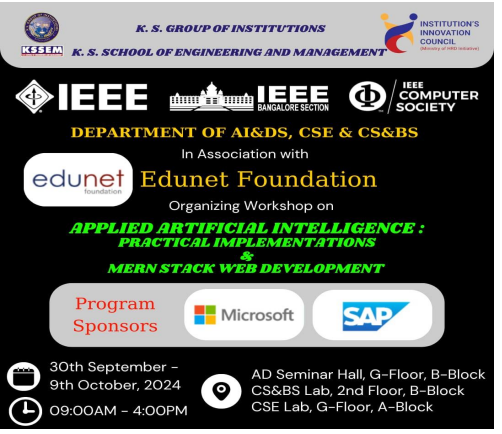 K. S. GROUP OF INSTITUTIONS
KSSEM
K. S. SCHOOL OF ENGINEERING AND MANAGEMENT
INSTITUTION'S
INNOVATION
COUNCIL
(Ministry of HRD Initiative)
IEEE
IEEE
BANGALORE SECTION
IEEE
COMPUTER
SOCIETY
DEPARTMENT OF AI&DS, CSE & CS&BS
In Association with
edunet
foundation
Edunet Foundation
Organizing Workshop on
APPLIED ARTIFICIAL INTELLIGENCE :
PRACTICAL IMPLEMENTATIONS
&
MERN STACK WEB DEVELOPMENT
Program
Sponsors
Microsoft
SAP
30th September –
9th October, 2024
09:00AM – 4:00PM
AD Seminar Hall, G-Floor, B-Block
CS&BS Lab, 2nd Floor, B-Block
CSE Lab, G-Floor, A-Block